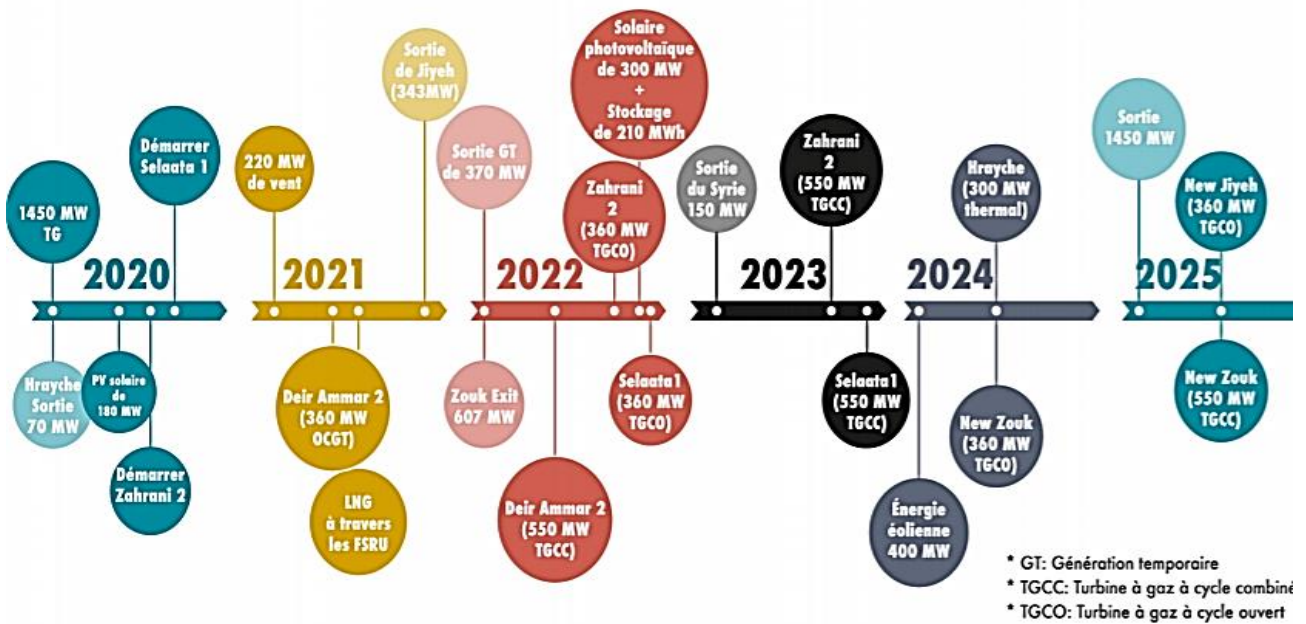 1450 MW
TG
Démarrer
Selaata 1
2020
Hrayche
Sortie
70 MW
PV solaire
de
180 MW
Démarrer
Zahrani 2
220 MW
de vent
Sortie
de Jiyeh
(343MW)
2021
Deir Ammar 2
(360 MW
OCGT)
LNG
à travers
les FSRU
Sortie GT
de 370 MW
Solaire
photovoltaïque
de 300 MW
+
Stockage
de 210 MWh
Zahrani
2
(360 MW
TGCO)
2022
Zouk Exit
607 MW
Deir Ammar 2
(550 MW
TGCC)
Selaata1
(360 MW
TGCO)
Sortie
du Syrie
150 MW
Zahrani
2
(550 MW
TGCC)
2023
Selaata1
(550 MW
TGCC)
Hrayche
(300 MW
thermal)
2024
Énergie
éolienne
400 MW
New Zouk
(360 MW
TGCO)
Sortie
1450 MW
New Jiyeh
(360 MW
TGCO)
2025
New Zouk
(550 MW
TGCC)
* GT: Génération temporaire
* TGCC: Turbine à gaz à cycle combiné
* TGCO: Turbine à gaz à cycle ouvert